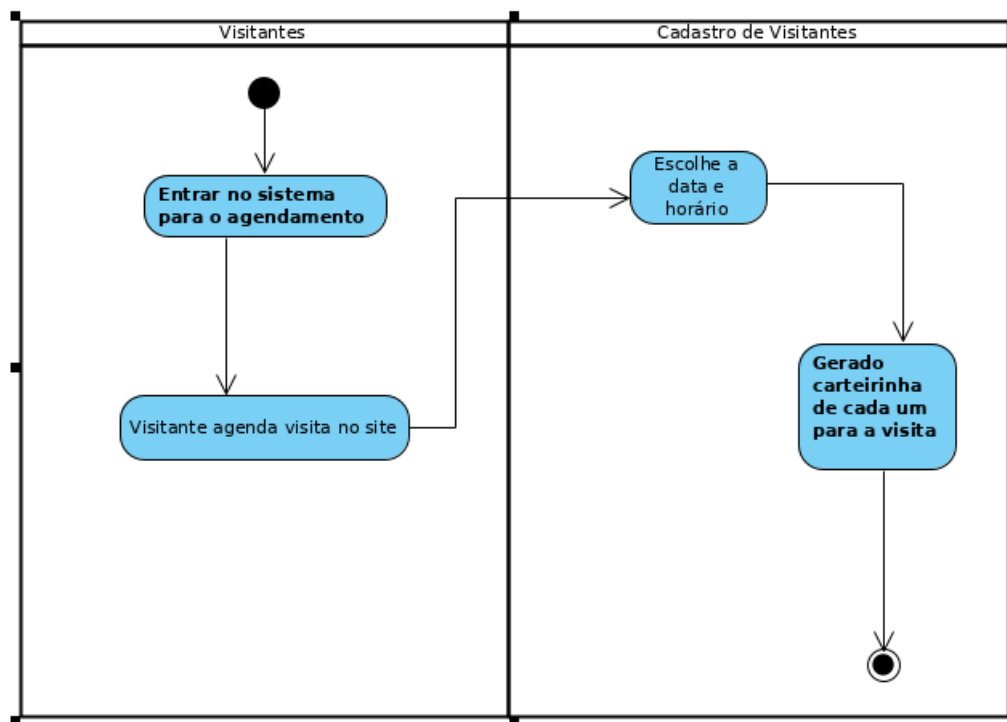 Visitantes
Cadastro de Visitantes
Entrar no sistema
para o agendamento
Visitante agenda visita no site
Escolhe a
data e
horário
Gerado
carteirinha
de cada um
para a visita